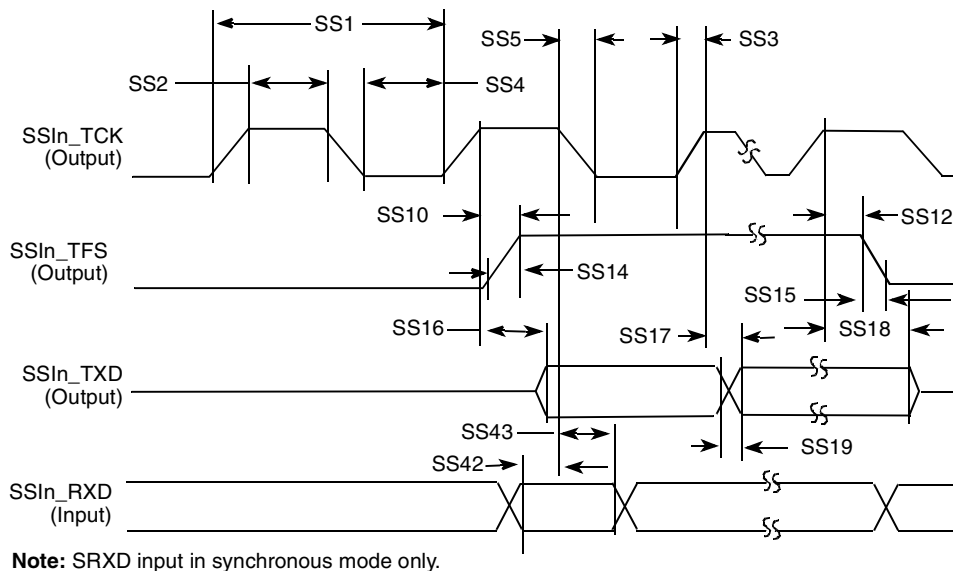 SS1
SS5
SS3
SS2
SS4
SSIn_TCK
(Output)
SS10
SS12
SSIn_TFS
(Output)
SS14
SS15
SS16
SS17
SS18
SSIn_TXD
(Output)
SS43
SS19
SS42
SSIn_RXD
(Input)
Note: SRXD input in synchronous mode only.